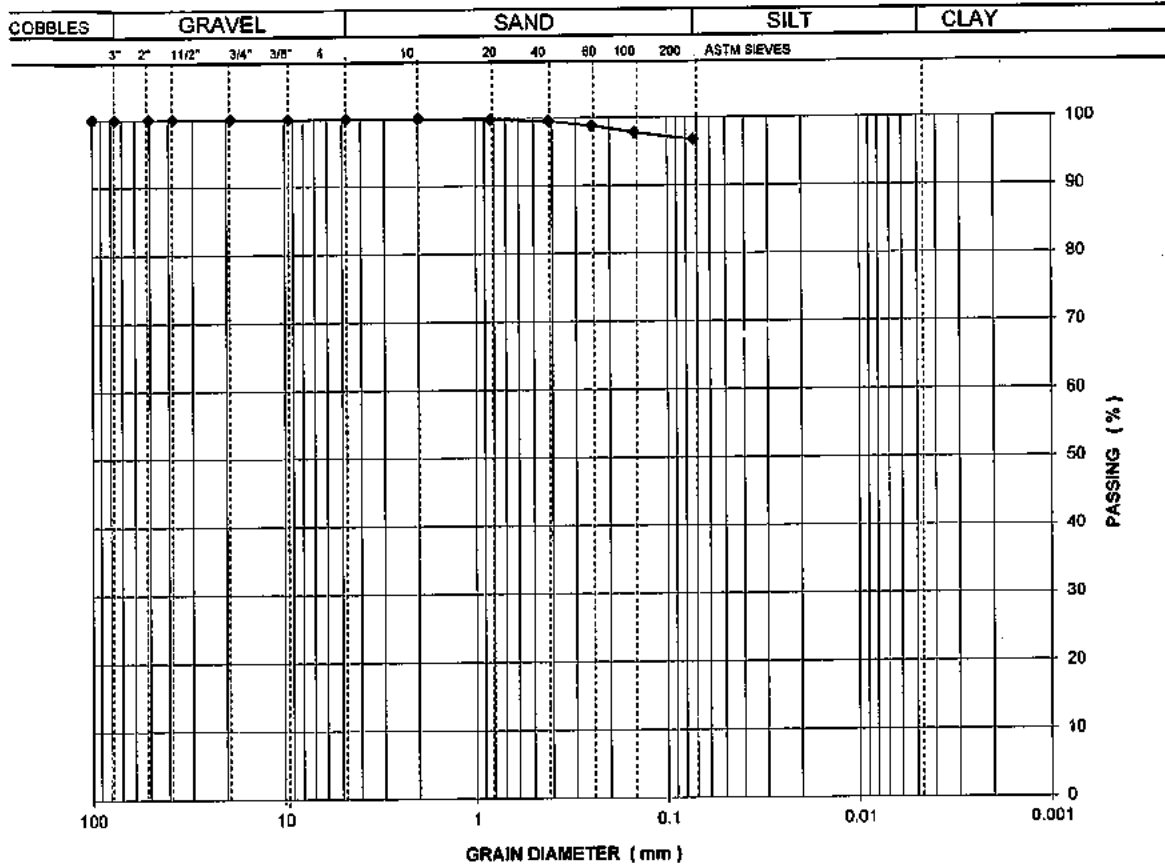 COBBLES GRAVEL SAND SILT CLAY
3" 2" 11/2" 3/4" 3/8" 4 10 20 40 60 100 200 ASTM SIEVES
100
90
80
70
60
50
40
30
20
10
0
PASSING ( % )
100 10 1 0.1 0.01 0.001
GRAIN DIAMETER ( mm )